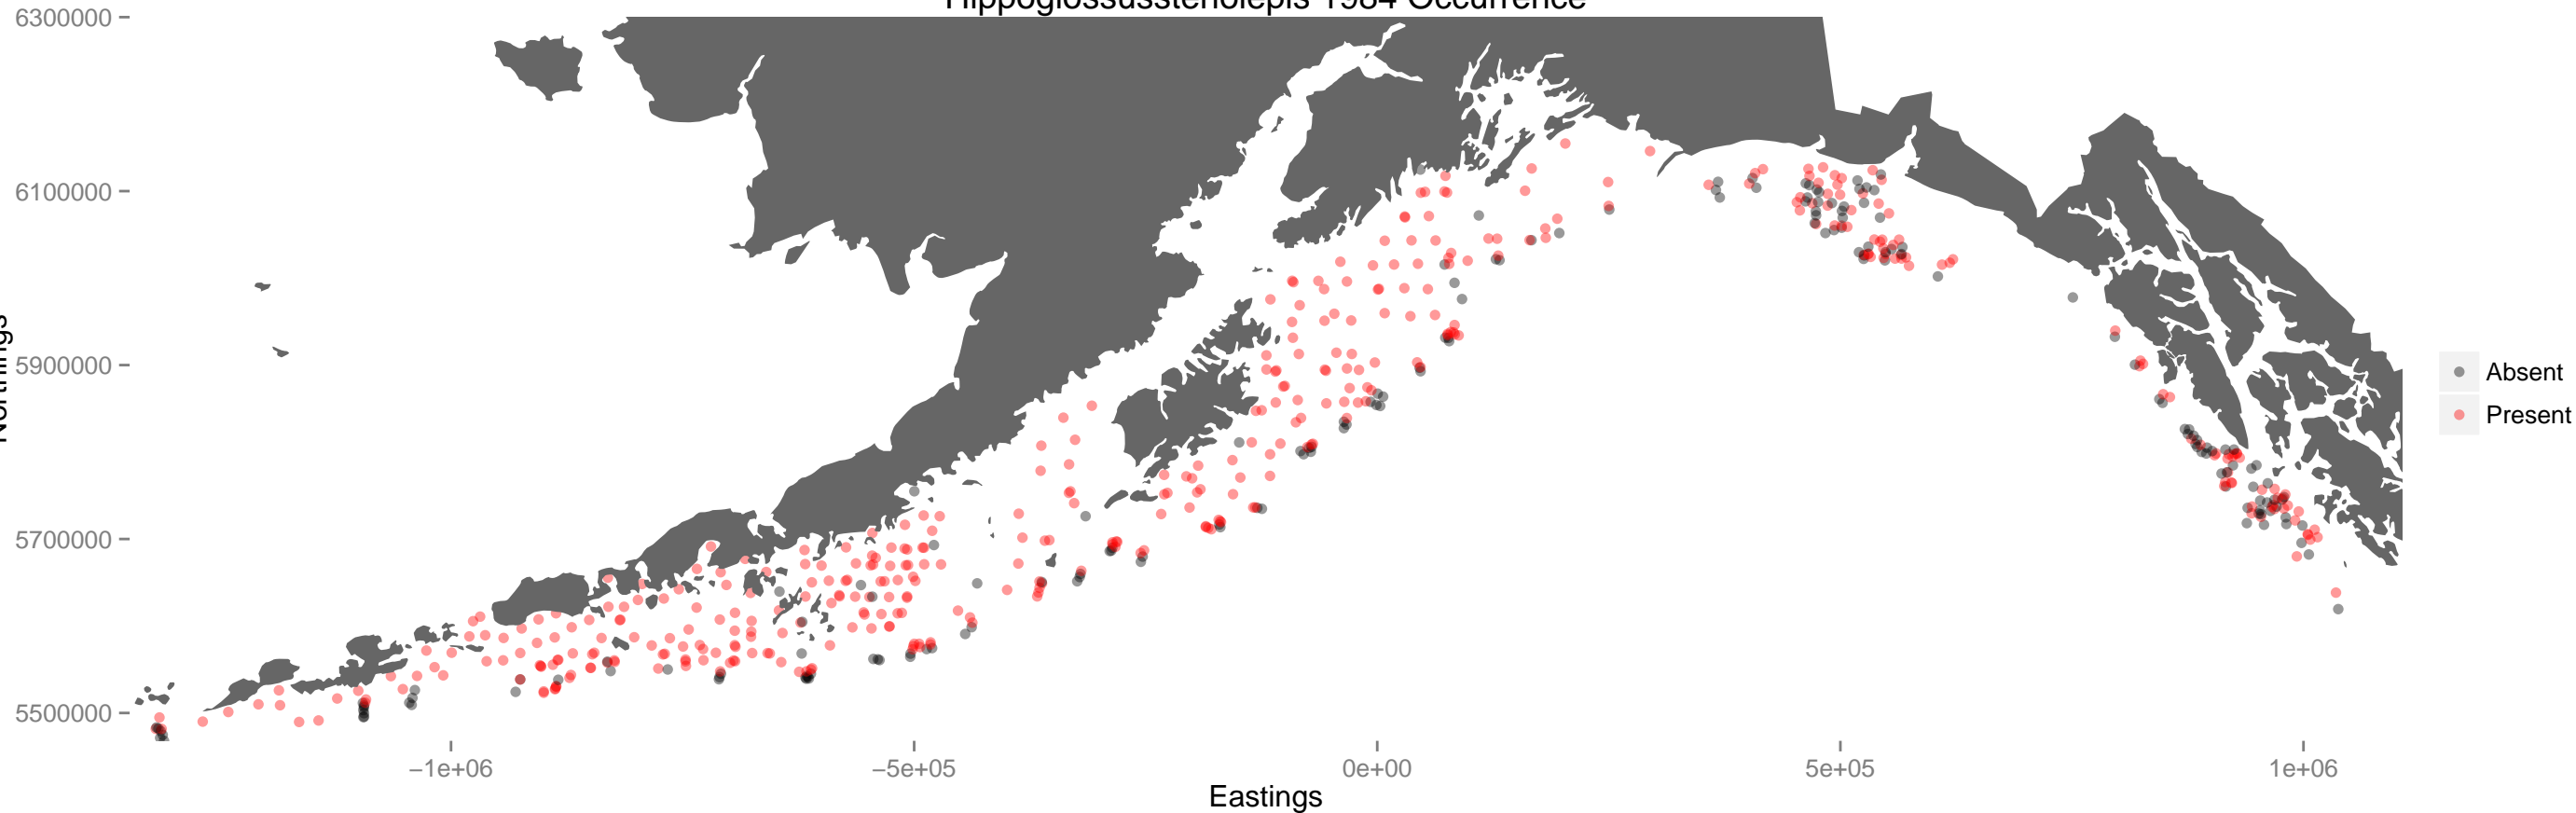 Hippoglossusstenolepis 1984 Occurrence
6300000
6100000
5900000
5700000
5500000
Northings
−1e+06
−5e+05
0e+00
5e+05
1e+06
Eastings
Absent
Present